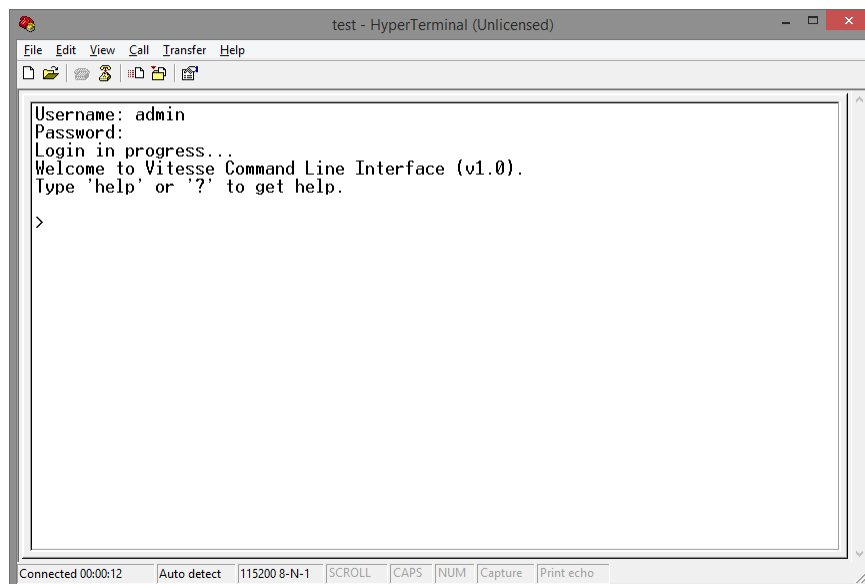 test - HyperTerminal (Unlicensed)
File Edit View Call Transfer Help
Username: admin
Password:
Login in progress...
Welcome to Vitesse Command Line Interface (v1.0).
Type 'help' or '?' to get help.
>
Connected 00:00:12 Auto detect 115200 8-N-1 SCROLL CAPS NUM Capture Print echo